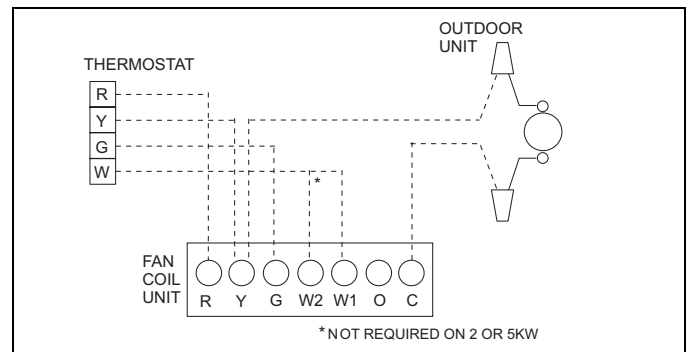 OUTDOOR
UNIT
THERMOSTAT
R
Y
G
W
*
FAN
COIL
UNIT
R Y G W2 W1 O C
* NOT REQUIRED ON 2 OR 5KW